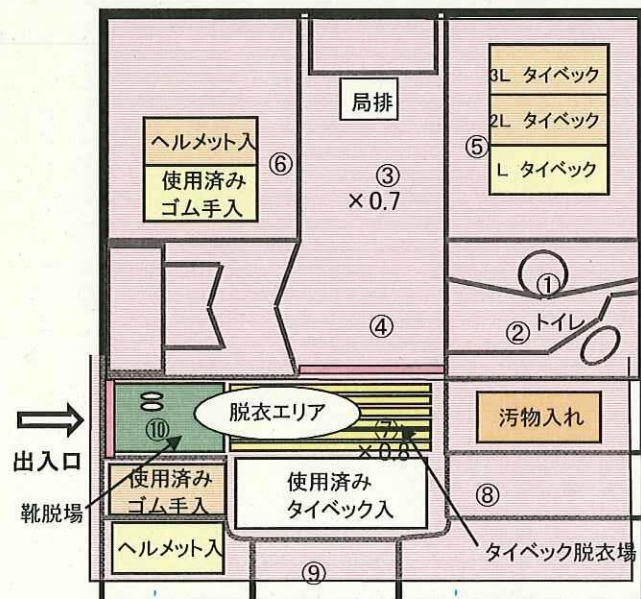 局排
3L タイベック
2L タイベック
L タイベック
⑤
ヘルメット入
使用済み
ゴム手入
⑥
③
×0.7
①
②
トイレ
④
脱衣エリア
⑩
⑦
×0.8
汚物入れ
出入口
靴脱場
使用済み
ゴム手入
使用済み
タイベック入
⑧
ヘルメット入
⑨
タイベック脱衣場